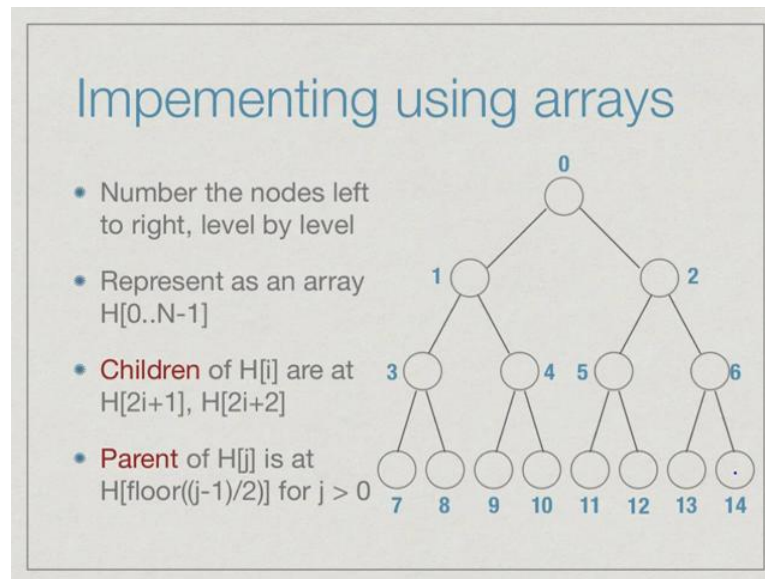 Impementing using arrays
• Number the nodes left
to right, level by level
• Represent as an array
H[0..N-1]
• Children of H[i] are at
H[2i+1], H[2i+2]
• Parent of H[j] is at
H[floor((j-1)/2)] for j > 0
0
1
2
3
4
5
6
7 8 9 10 11 12 13 14